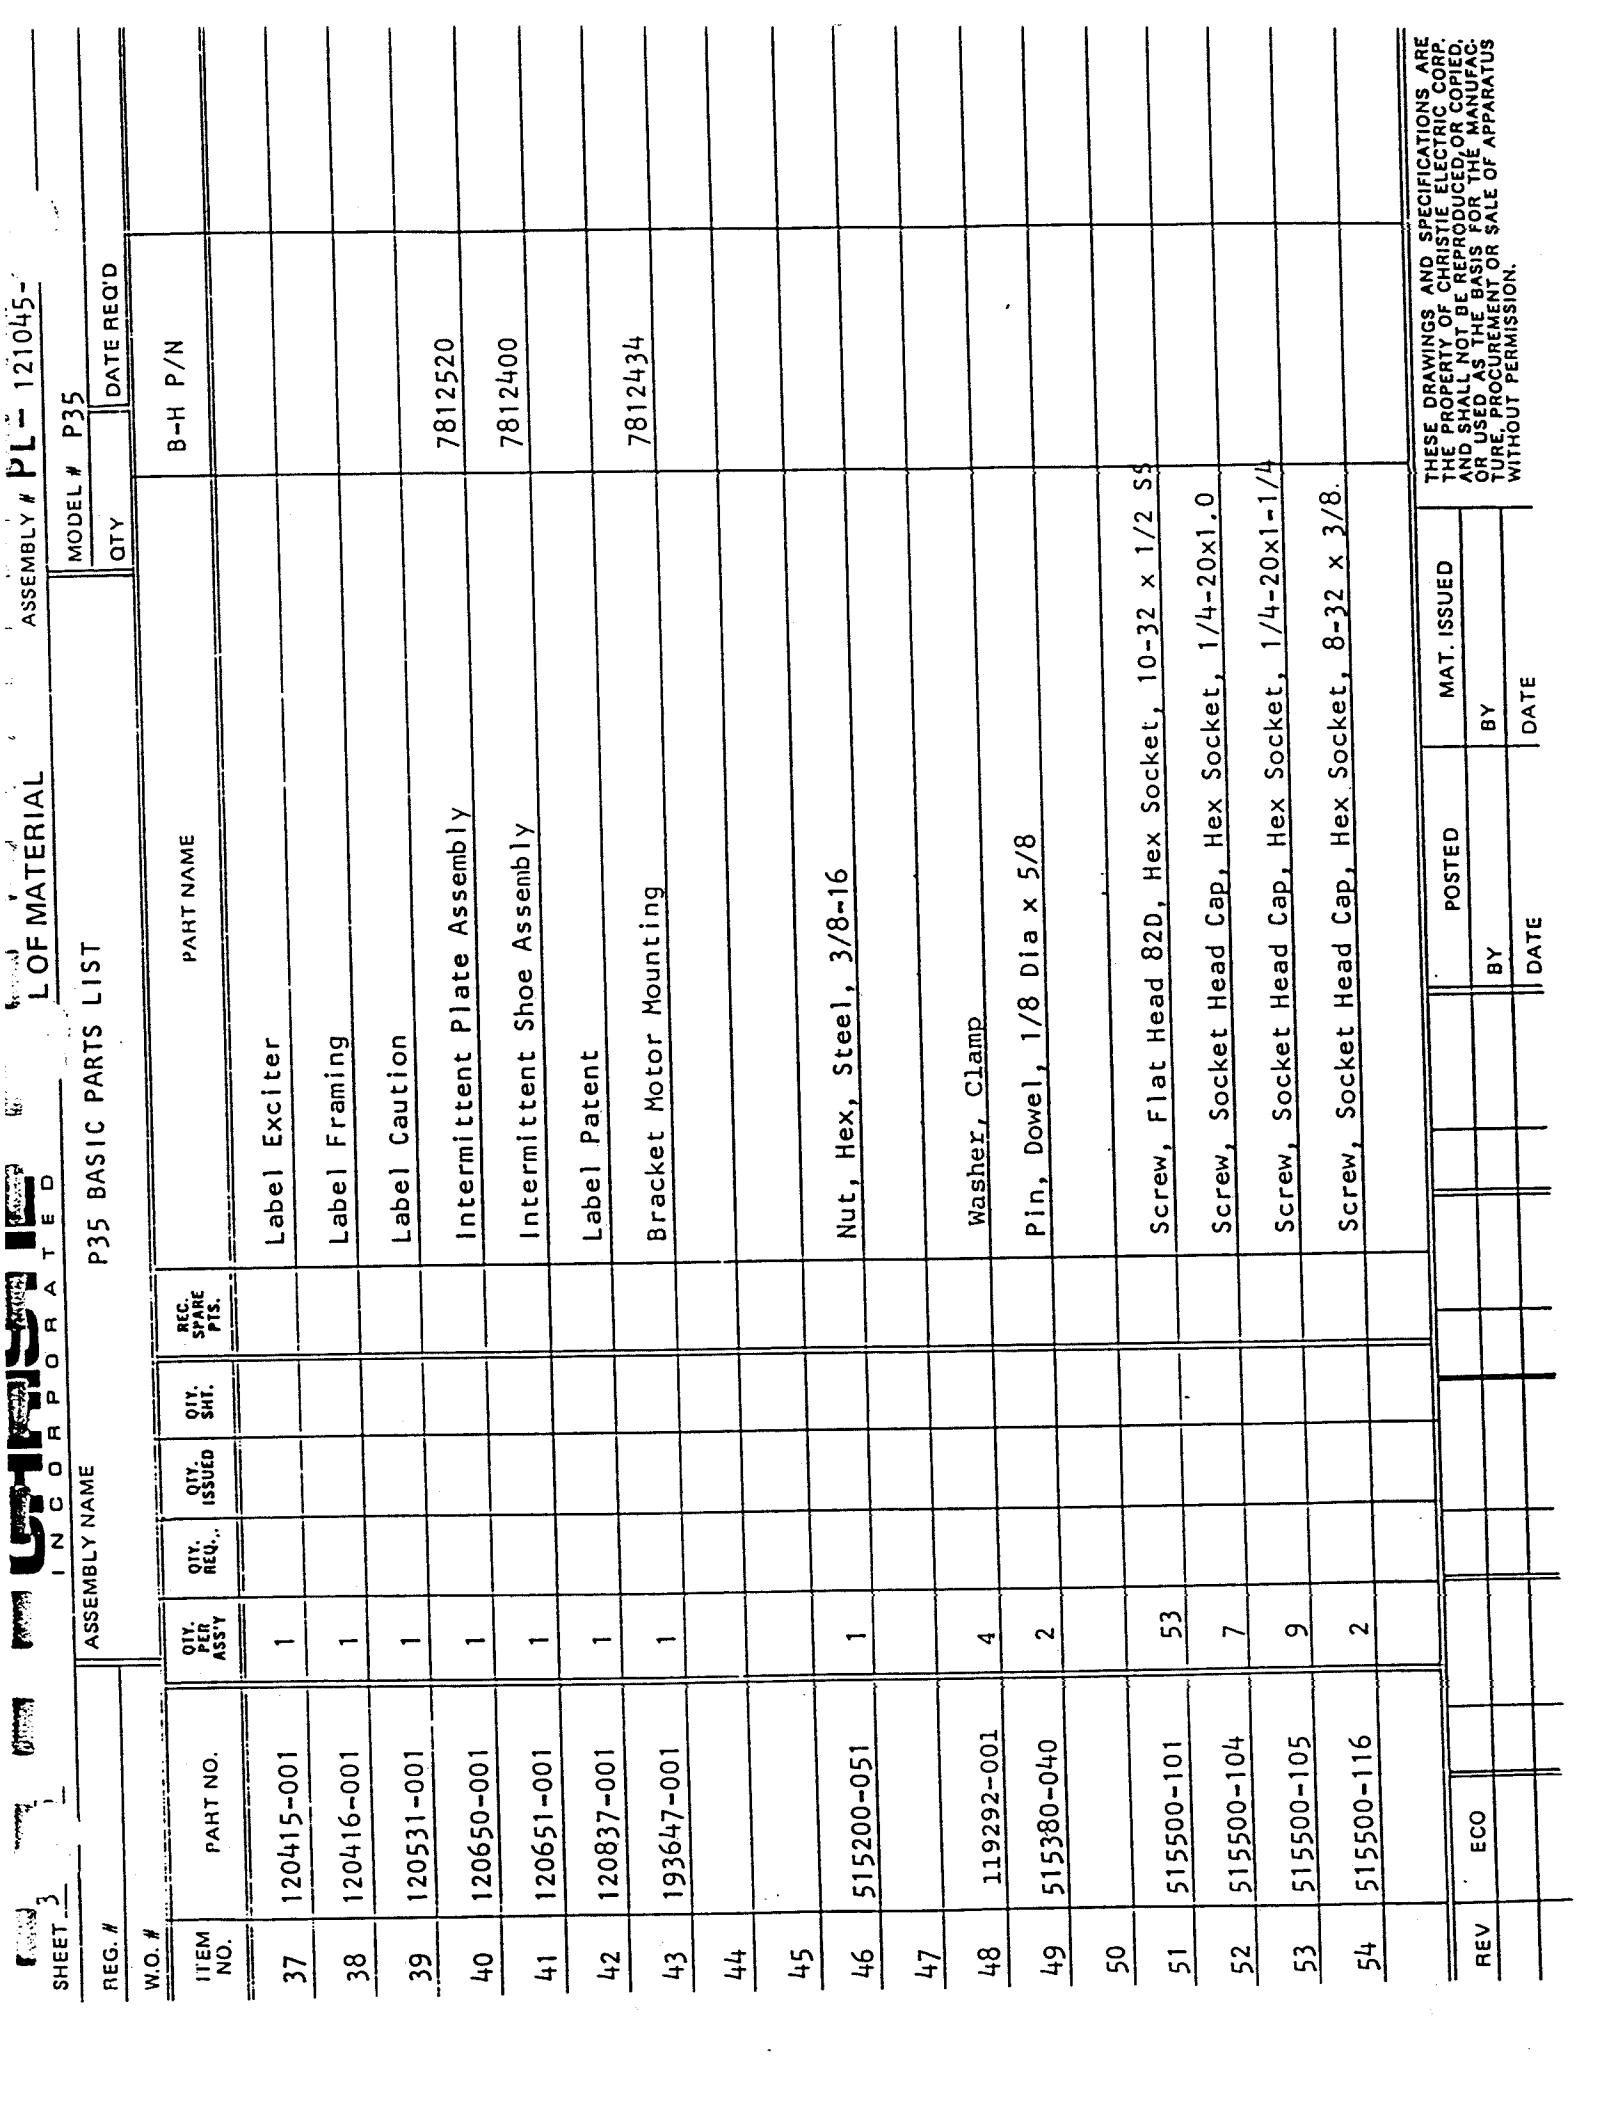 CHRISTIE
INCORPORATED
L OF MATERIAL
ASSEMBLY # PL- 121045-
SHEET 3
ASSEMBLY NAME
P35 BASIC PARTS LIST
MODEL # P35
REG. #
QTY
DATE REQ'D
W.O. #
ITEM NO. PART NO. QTY. PER ASS'Y QTY. REQ. QTY. ISSUED QTY. SHT. REC. SPARE PTS. PART NAME B-H P/N
37 120415-001 1 Label Exciter
38 120416-001 1 Label Framing
39 120531-001 1 Label Caution
40 120650-001 1 Intermittent Plate Assembly 7812520
41 120651-001 1 Intermittent Shoe Assembly 7812400
42 120837-001 1 Label Patent
43 193647-001 1 Bracket Motor Mounting 7812434
44
45
46 515200-051 1 Nut, Hex, Steel, 3/8-16
47
48 119292-001 4 Washer, Clamp
49 515380-040 2 Pin, Dowel, 1/8 Dia x 5/8
50
51 515500-101 53 Screw, Flat Head 82D, Hex Socket, 10-32 x 1/2 SS
52 515500-104 7 Screw, Socket Head Cap, Hex Socket, 1/4-20x1.0
53 515500-105 9 Screw, Socket Head Cap, Hex Socket, 1/4-20x1-1/4
54 515500-116 2 Screw, Socket Head Cap, Hex Socket, 8-32 x 3/8.
REV ECO
POSTED
BY
DATE
MAT. ISSUED
BY
DATE
THESE DRAWINGS AND SPECIFICATIONS ARE
THE PROPERTY OF CHRISTIE ELECTRIC CORP.
AND SHALL NOT BE REPRODUCED, OR COPIED,
OR USED AS THE BASIS FOR THE MANUFAC-
TURE, PROCUREMENT OR SALE OF APPARATUS
WITHOUT PERMISSION.